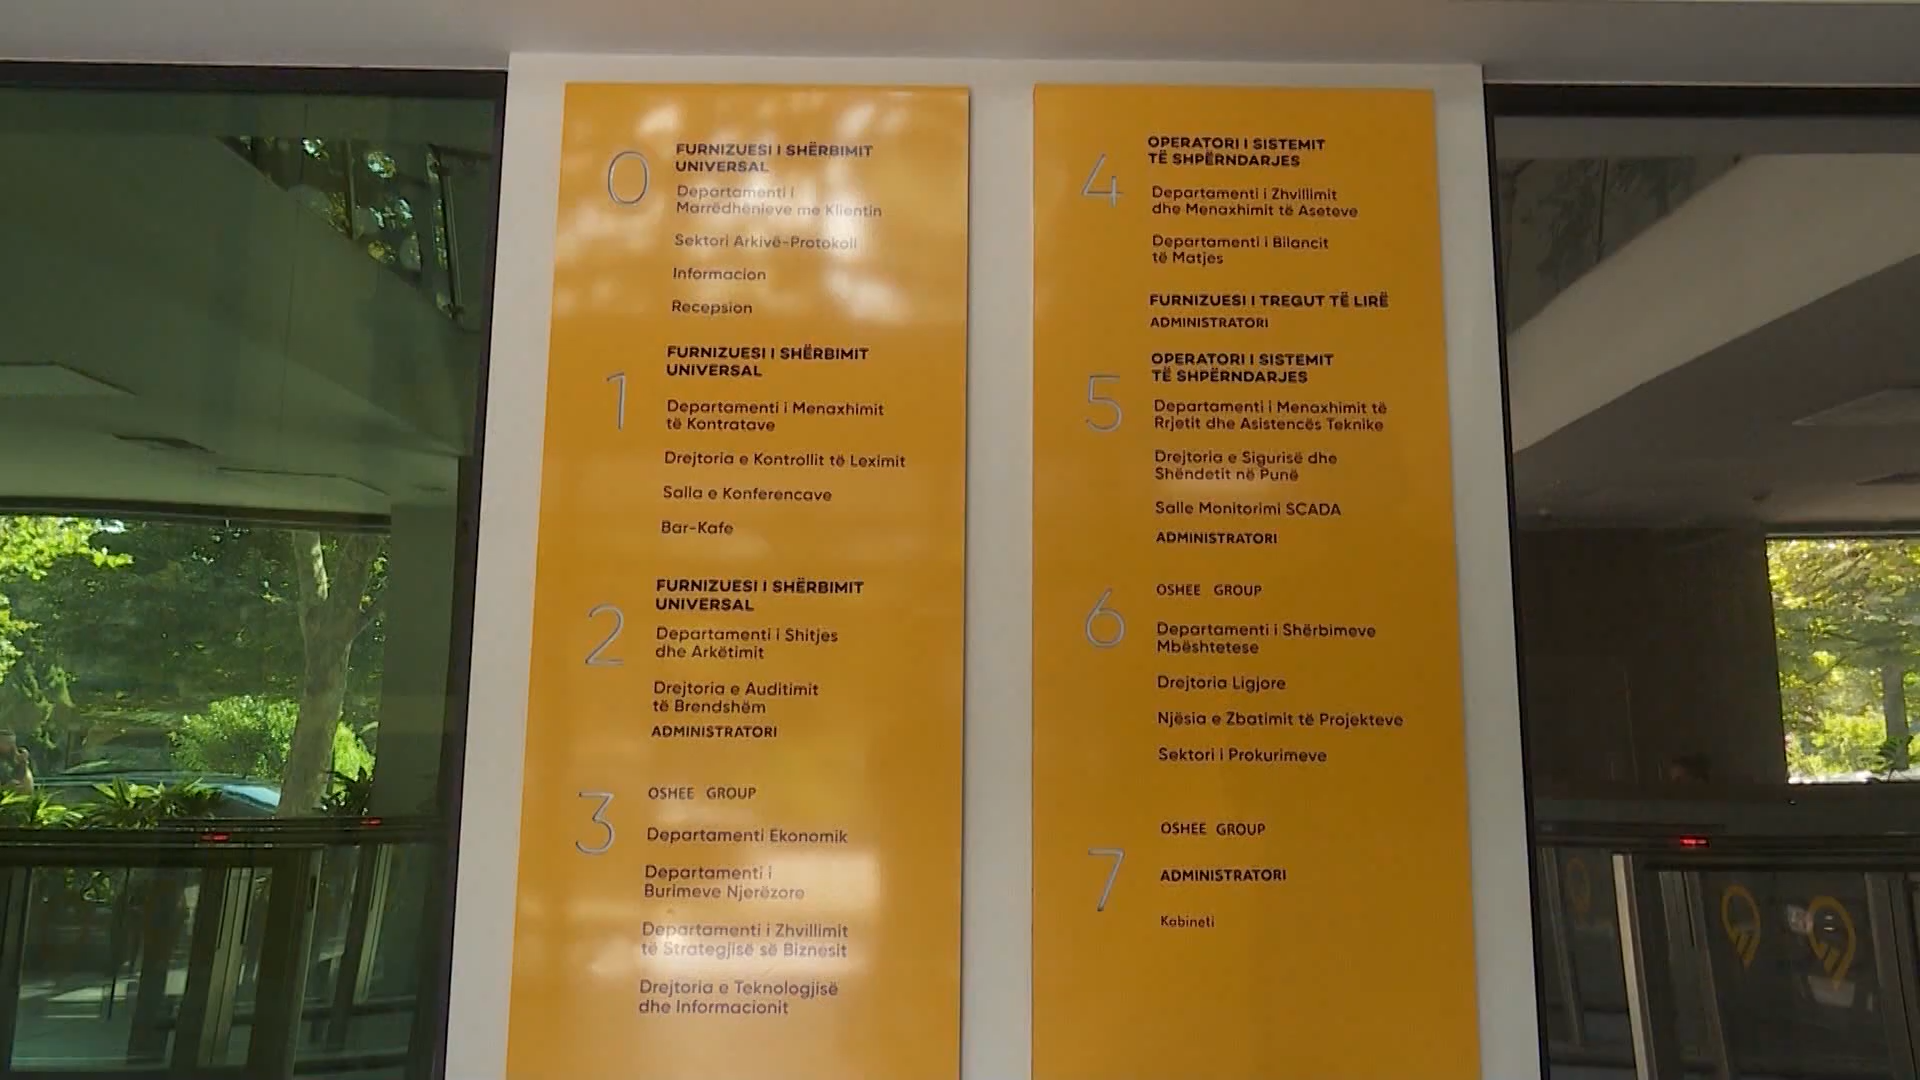 0
FURNIZUESI I SHËRBIMIT
UNIVERSAL
Departamenti i
Marrëdhënieve me Klientin
Sektori Arkivë-Protokoll
Informacion
Recepsion
1
FURNIZUESI I SHËRBIMIT
UNIVERSAL
Departamenti i Menaxhimit
të Kontratave
Drejtoria e Kontrollit të Leximit
Salla e Konferencave
Bar-Kafe
2
FURNIZUESI I SHËRBIMIT
UNIVERSAL
Departamenti i Shitjes
dhe Arkëtimit
Drejtoria e Auditimit
të Brendshëm
ADMINISTRATORI
3
OSHEE GROUP
Departamenti Ekonomik
Departamenti i
Burimeve Njerëzore
Departamenti i Zhvillimit
të Strategjisë së Biznesit
Drejtoria e Teknologjisë
dhe Informacionit
4
OPERATORI I SISTEMIT
TË SHPËRNDARJES
Departamenti i Zhvillimit
dhe Menaxhimit të Aseteve
Departamenti i Bilancit
të Matjes
FURNIZUESI I TREGUT TË LIRË
ADMINISTRATORI
5
OPERATORI I SISTEMIT
TË SHPËRNDARJES
Departamenti i Menaxhimit të
Rrjetit dhe Asistencës Teknike
Drejtoria e Sigurisë dhe
Shëndetit në Punë
Salle Monitorimi SCADA
ADMINISTRATORI
6
OSHEE GROUP
Departamenti i Shërbimeve
Mbështetese
Drejtoria Ligjore
Njësia e Zbatimit të Projekteve
Sektori i Prokurimeve
7
OSHEE GROUP
ADMINISTRATORI
Kabineti